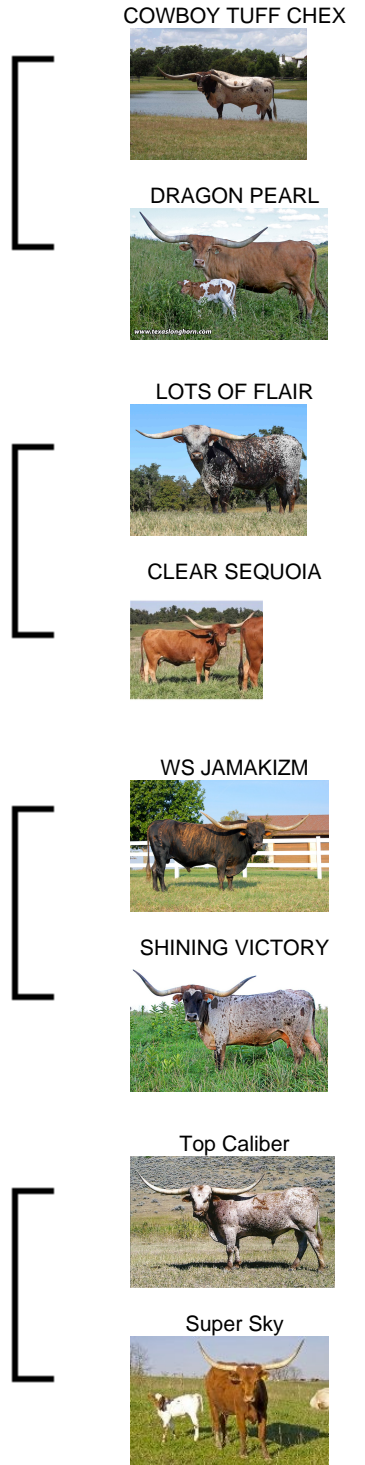 COWBOY TUFF CHEX
DRAGON PEARL
www.texaslonghorn.com
LOTS OF FLAIR
CLEAR SEQUOIA
WS JAMAKIZM
SHINING VICTORY
Top Caliber
Super Sky